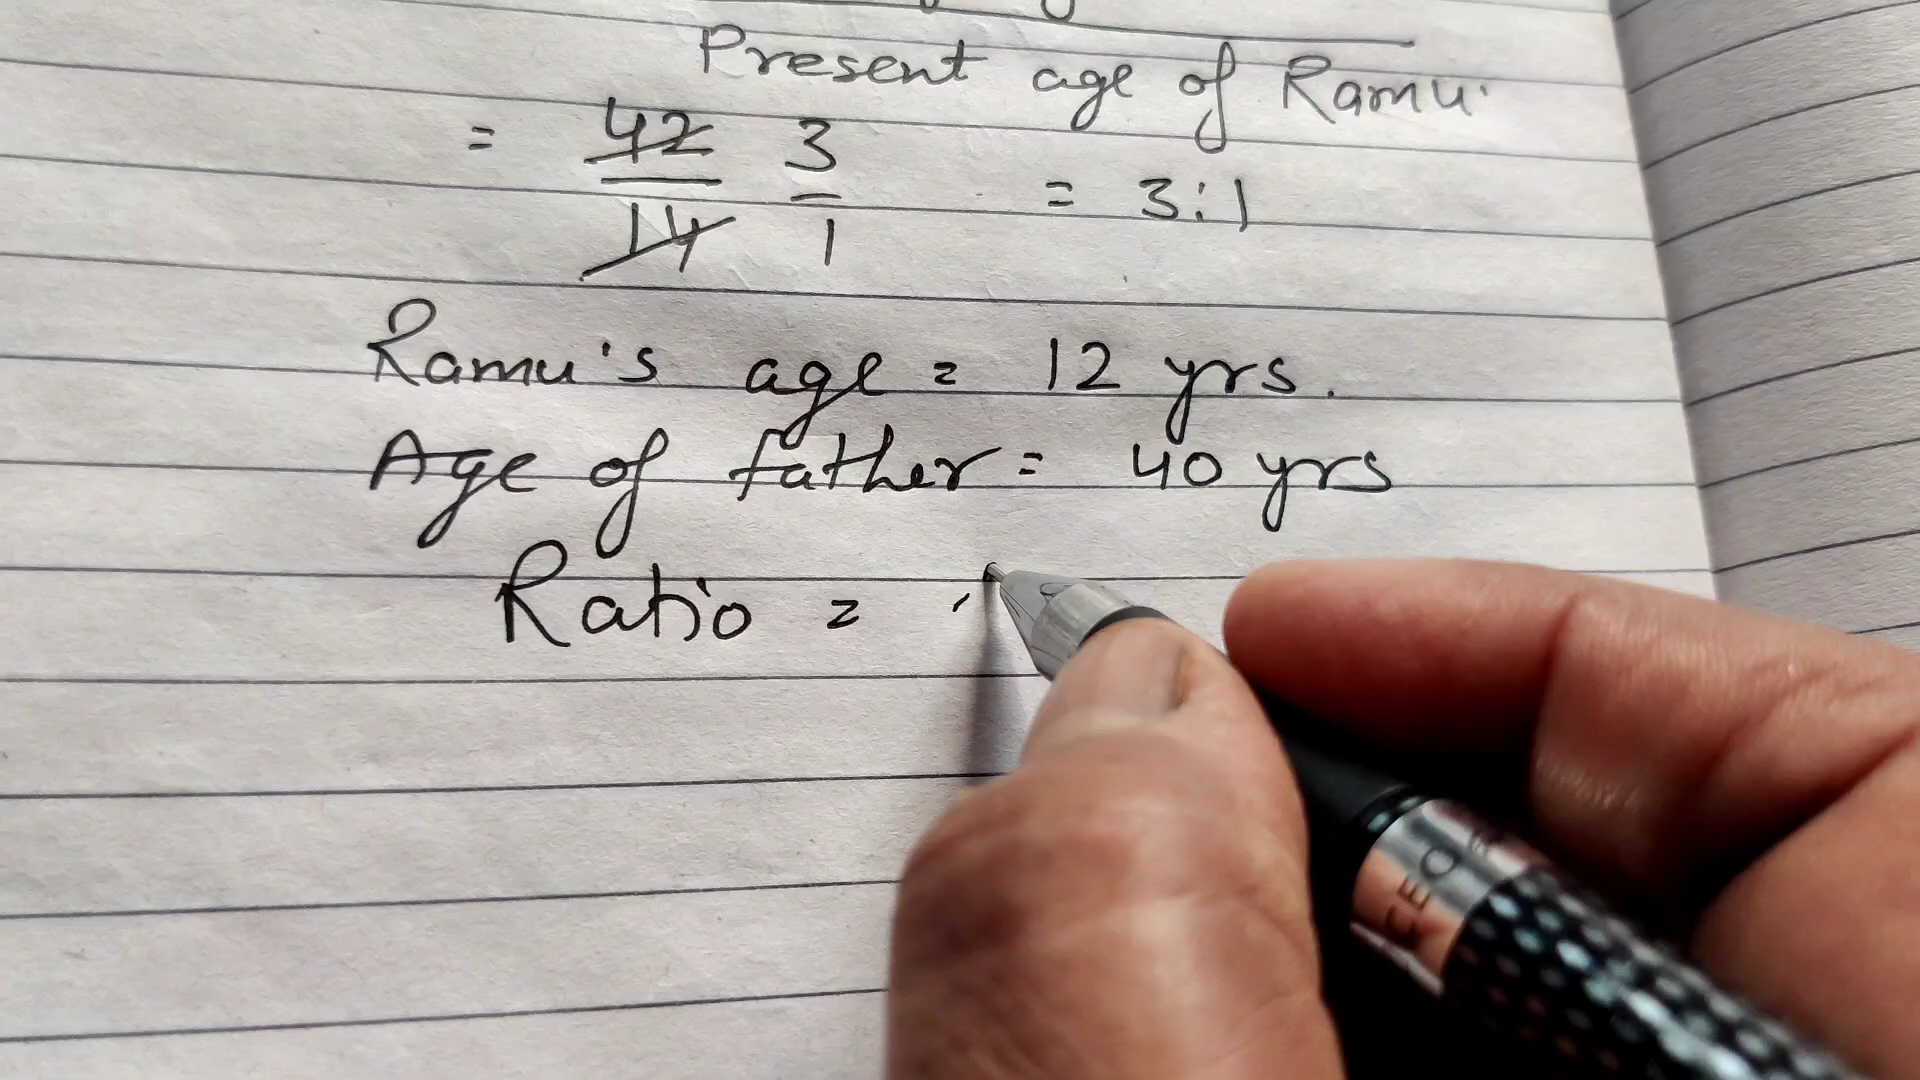 Present age of Ramu.
= 42/14 3/1 = 3:1
Ramu's age = 12 yrs.
Age of father = 40 yrs
Ratio =
CEO